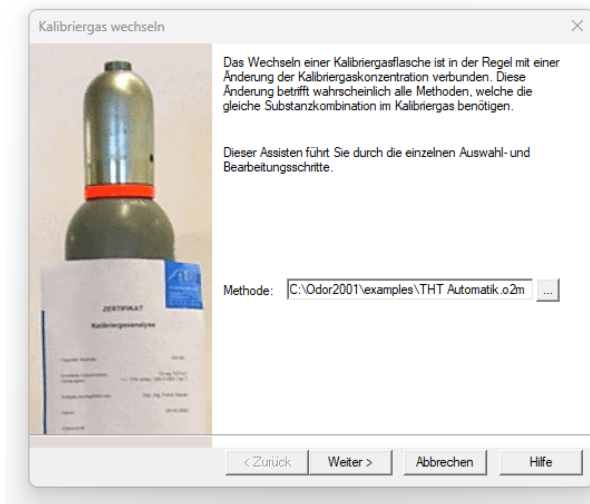 Kalibriergas wechseln
Das Wechseln einer Kalibriergasflasche ist in der Regel mit einer
Änderung der Kalibriergaskonzentration verbunden. Diese
Änderung betrifft wahrscheinlich alle Methoden, welche die
gleiche Substanzkombination im Kalibriergas benötigen.
Dieser Assisten führt Sie durch die einzelnen Auswahl- und
Bearbeitungsschritte.
Methode: C:\Odor2001\examples\THT Automatik.o2m ...
ZERTIFIKAT
Kalibriergasanalyse
< Zurück Weiter > Abbrechen Hilfe